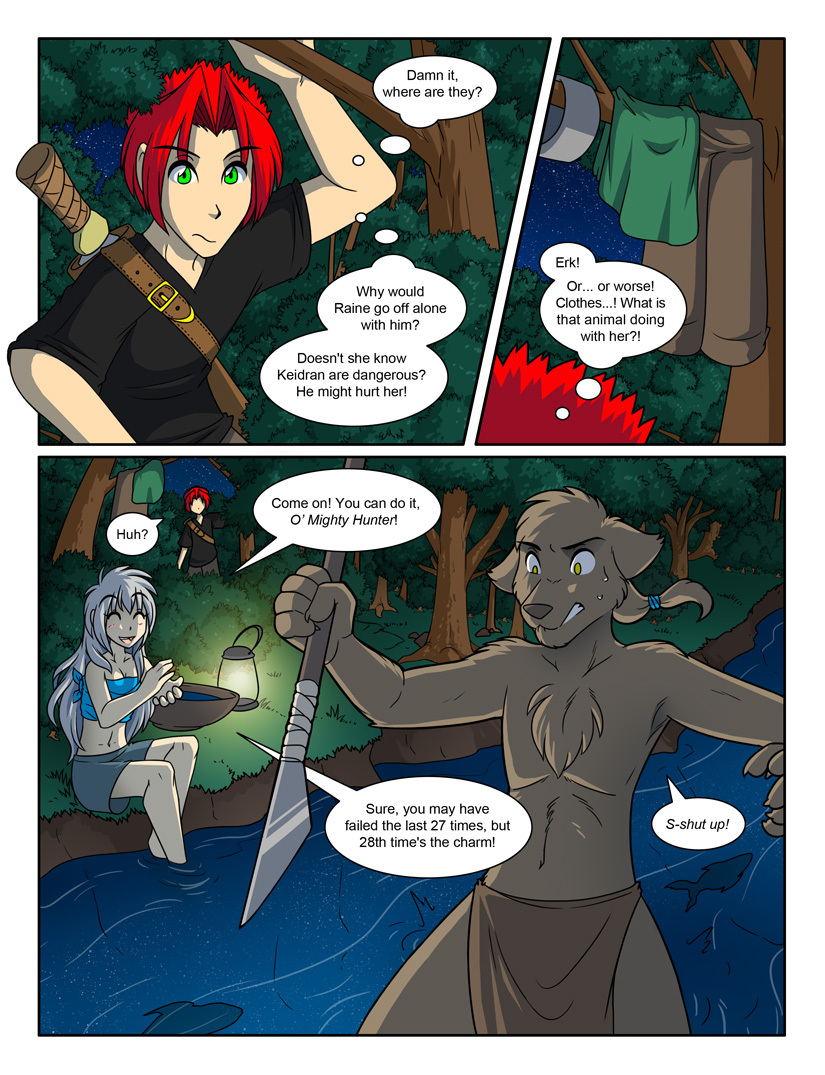 Damn it,
where are they?
Why would
Raine go off alone
with him?
Doesn't she know
Keidran are dangerous?
He might hurt her!
Erk!
Or... or worse!
Clothes...! What is
that animal doing
with her?!
Huh?
Come on! You can do it,
O' Mighty Hunter!
Sure, you may have
failed the last 27 times, but
28th time's the charm!
S-shut up!